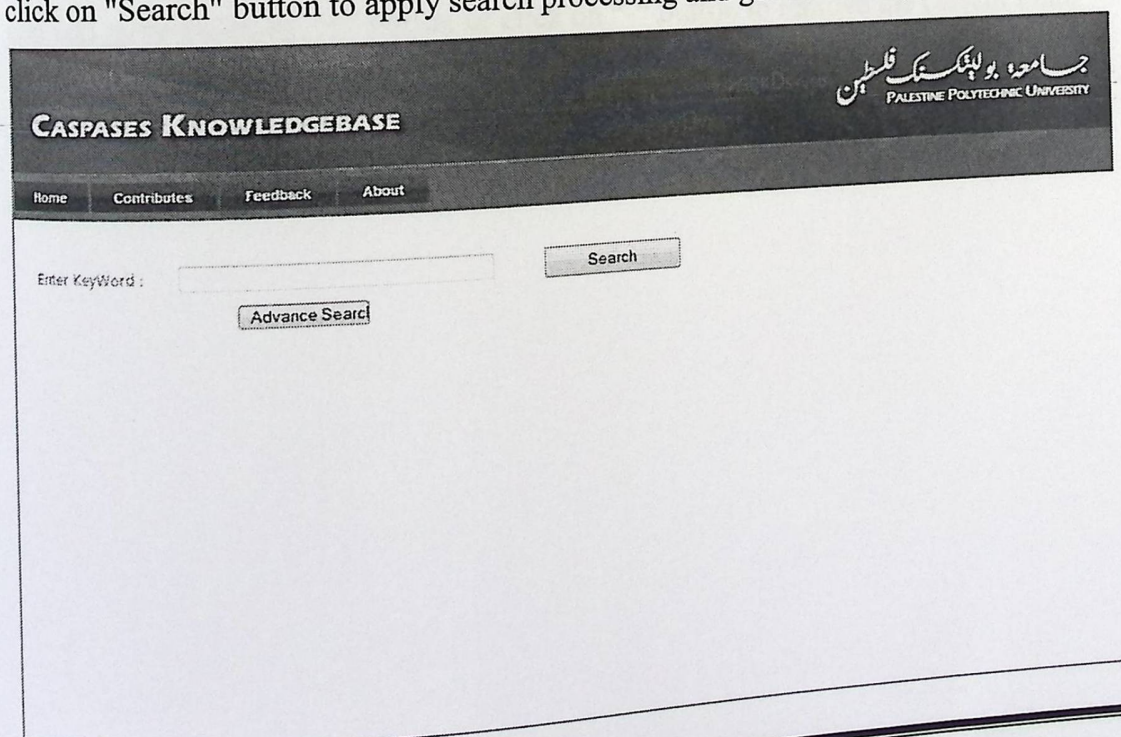 click on "Search" button to apply search processing and
جامعة بوليتكنك فلسطين
PALESTINE POLYTECHNIC UNIVERSITY
CASPASES KNOWLEDGEBASE
Home Contributes Feedback About
Enter KeyWord :
Search
Advance Searc